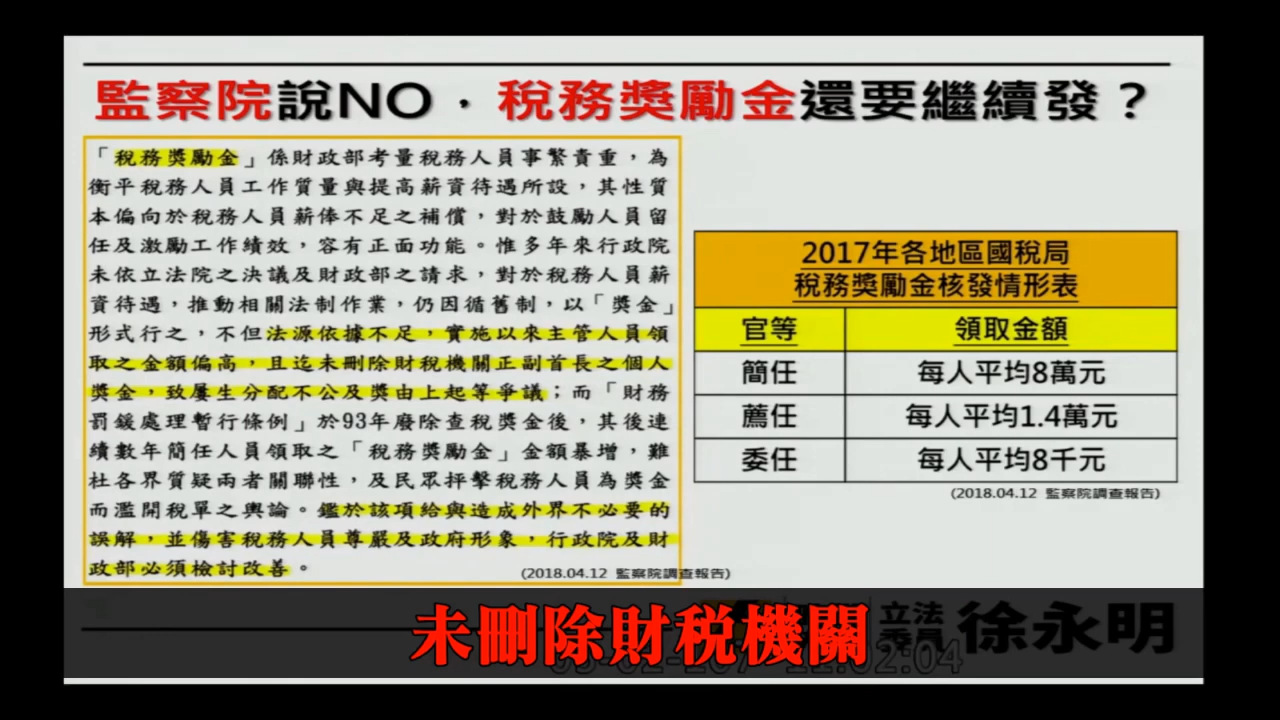 監察院說NO，稅務獎勵金還要繼續發？
「稅務獎勵金」係財政部考量稅務人員事繁責重，為
衡平稅務人員工作質量與提高薪資待遇所設，其性質
本偏向於稅務人員薪俸不足之補償，對於鼓勵人員留
任及激勵工作績效，容有正面功能。惟多年來行政院
未依立法院之決議及財政部之請求，對於稅務人員薪
資待遇，推動相關法制作業，仍因循舊制，以「獎金」
形式行之，不但法源依據不足，實施以來主管人員領
取之金額偏高，且迄未刪除財稅機關正副首長之個人
獎金，致屢生分配不公及獎由上起等爭議；而「財務
罰鍰處理暫行條例」於93年廢除查稅獎金後，其後連
續數年簡任人員領取之「稅務獎勵金」金額暴增，難
杜各界質疑兩者關聯性，及民眾抨擊稅務人員為獎金
而濫開稅單之輿論。鑑於該項給與造成外界不必要的
誤解，並傷害稅務人員尊嚴及政府形象，行政院及財
政部必須檢討改善。
(2018.04.12 監察院調查報告)
2017年各地區國稅局
稅務獎勵金核發情形表
官等 領取金額
簡任 每人平均8萬元
薦任 每人平均1.4萬元
委任 每人平均8千元
(2018.04.12 監察院調查報告)
未刪除財稅機關
立法
委員 徐永明